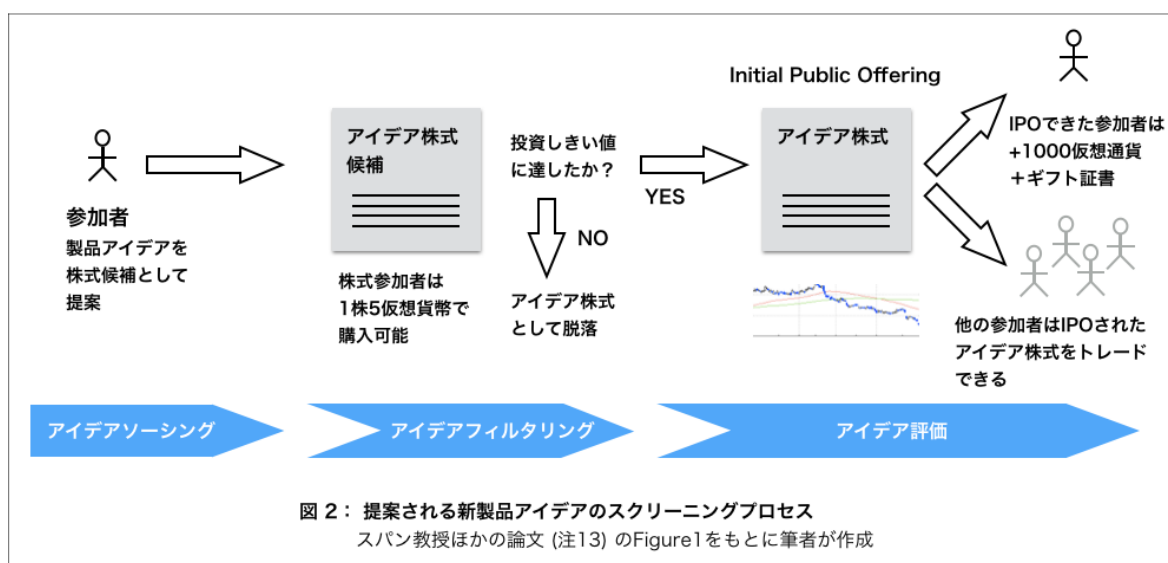 参加者
製品アイデアを
株式候補として
提案
アイデア株式
候補
株式参加者は
1株5仮想貨幣で
購入可能
投資しきい値
に達したか？
YES
NO
アイデア株式
として脱落
Initial Public Offering
アイデア株式
IPOできた参加者は
+1000仮想通貨
＋ギフト証書
他の参加者はIPOされた
アイデア株式をトレード
できる
アイデアソーシング
アイデアフィルタリング
アイデア評価
図 2： 提案される新製品アイデアのスクリーニングプロセス
スパン教授ほかの論文 (注13) のFigure1をもとに筆者が作成